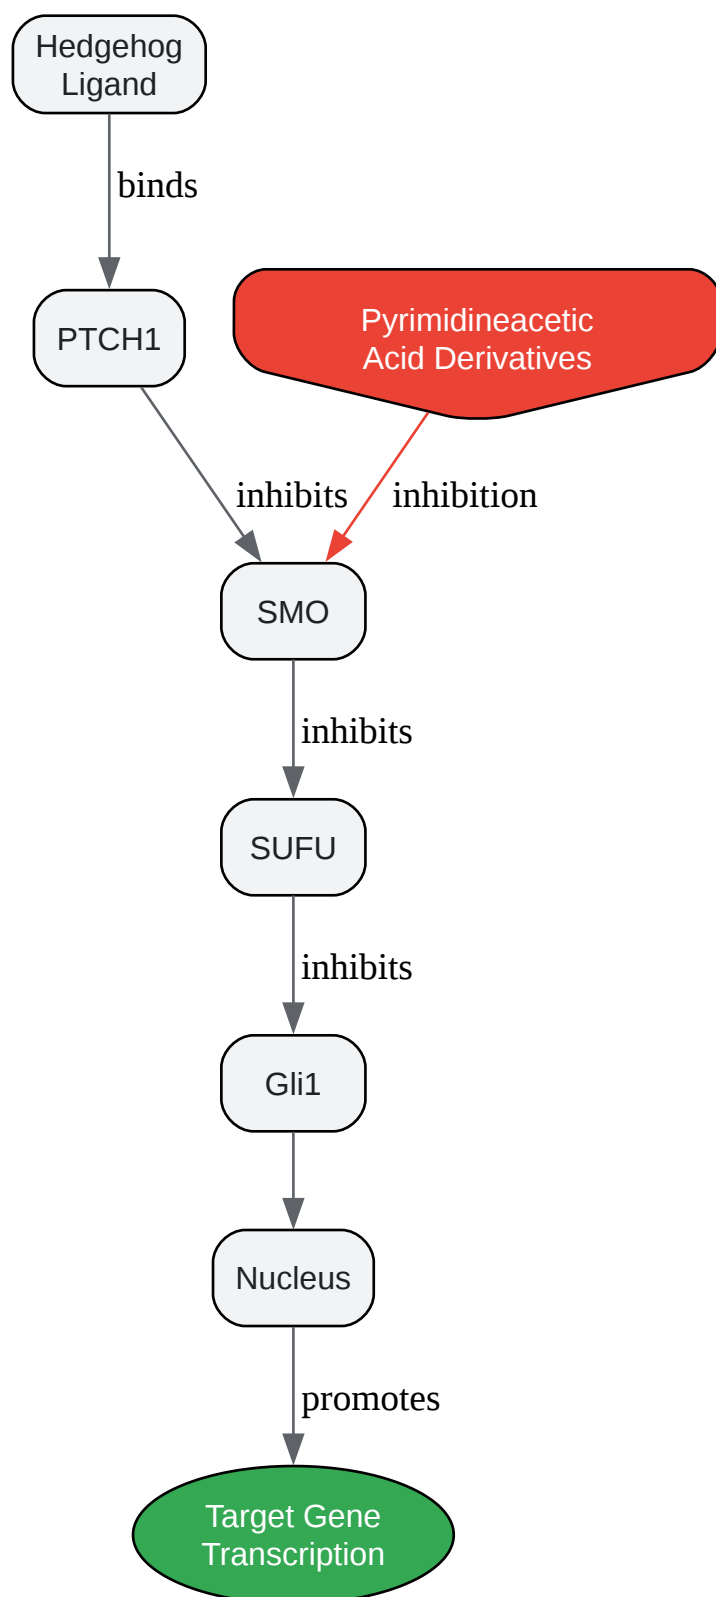 Hedgehog
Ligand
binds
PTCH1
Pyrimidineacetic
Acid Derivatives
inhibits
inhibition
SMO
inhibits
SUFU
inhibits
Gli1
Nucleus
promotes
Target Gene
Transcription